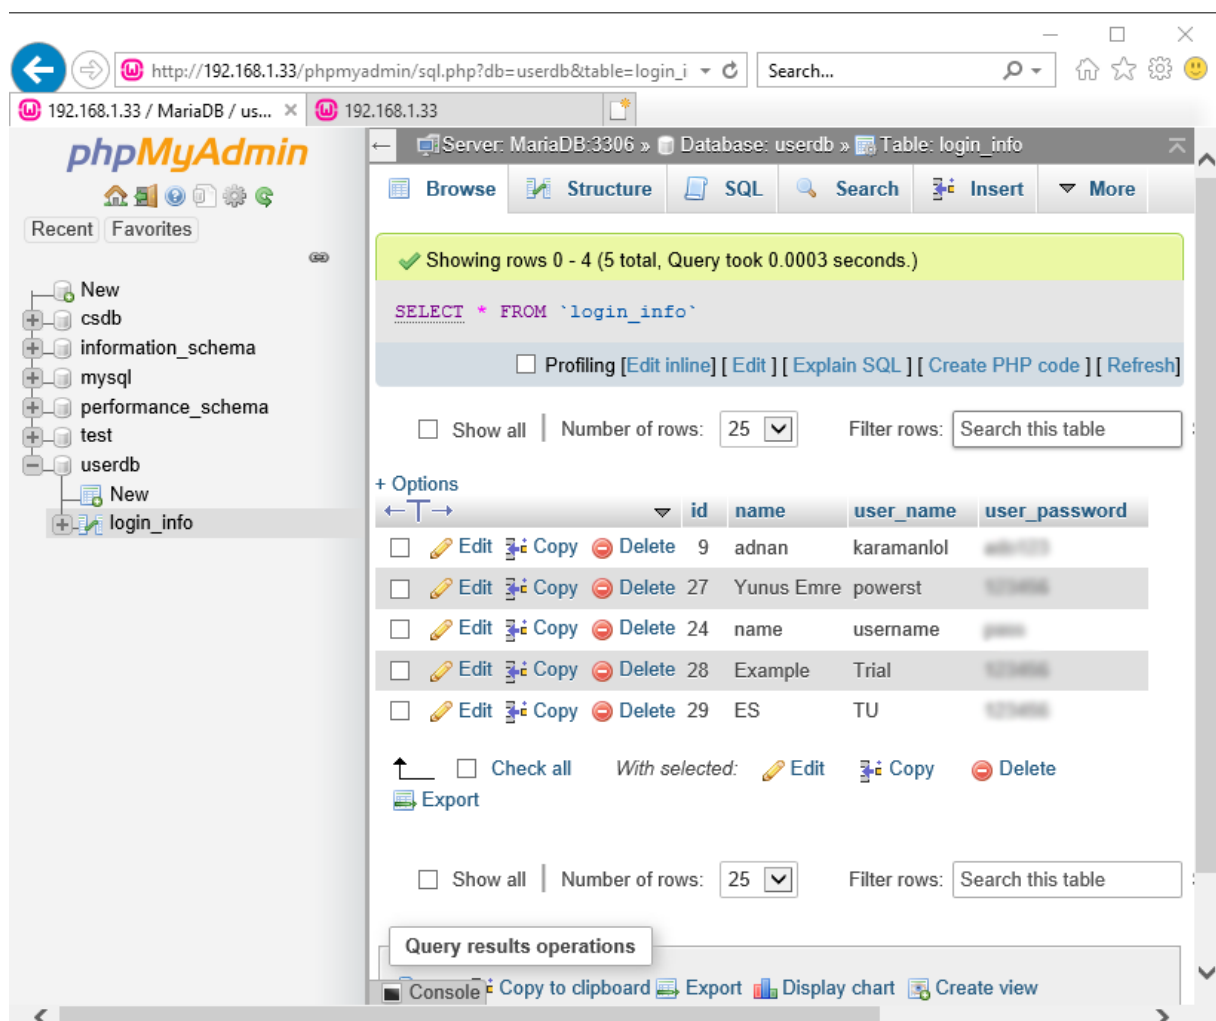 http://192.168.1.33/phpmyadmin/sql.php?db=userdb&table=login_i
Search...
192.168.1.33 / MariaDB / us...
192.168.1.33
phpMyAdmin
Recent
Favorites
New
csdb
information_schema
mysql
performance_schema
test
userdb
New
login_info
Server: MariaDB:3306 » Database: userdb » Table: login_info
Browse Structure SQL Search Insert More
Showing rows 0 - 4 (5 total, Query took 0.0003 seconds.)
SELECT * FROM `login_info`
Profiling [Edit inline] [ Edit ] [ Explain SQL ] [ Create PHP code ] [ Refresh]
Show all | Number of rows: 25 Filter rows: Search this table
+ Options
←T→ id name user_name user_password
Edit Copy Delete 9 adnan karamanlol
Edit Copy Delete 27 Yunus Emre powerst
Edit Copy Delete 24 name username
Edit Copy Delete 28 Example Trial
Edit Copy Delete 29 ES TU
Check all With selected: Edit Copy Delete
Export
Show all | Number of rows: 25 Filter rows: Search this table
Query results operations
Console Copy to clipboard Export Display chart Create view